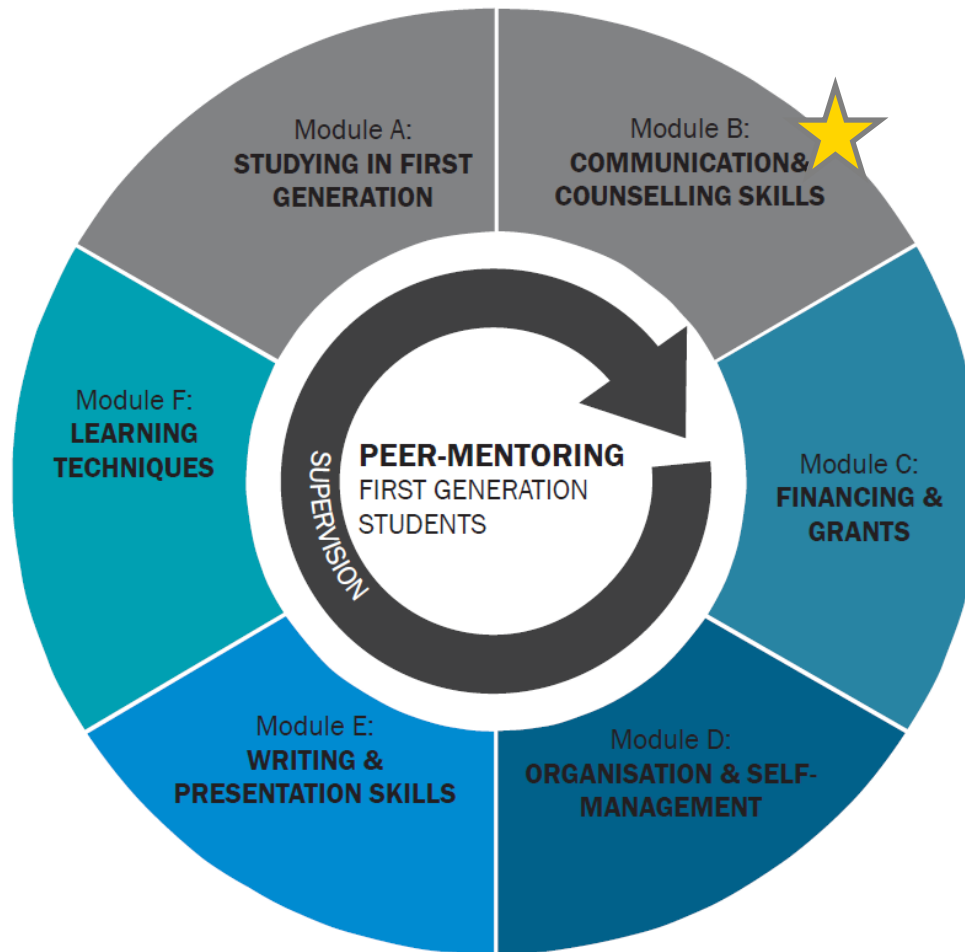 Module A:
STUDYING IN FIRST
GENERATION
Module B:
COMMUNICATION&
COUNSELLING SKILLS
Module C:
FINANCING &
GRANTS
Module D:
ORGANISATION & SELF-
MANAGEMENT
Module E:
WRITING &
PRESENTATION SKILLS
Module F:
LEARNING
TECHNIQUES
SUPERVISION
PEER-MENTORING
FIRST GENERATION
STUDENTS